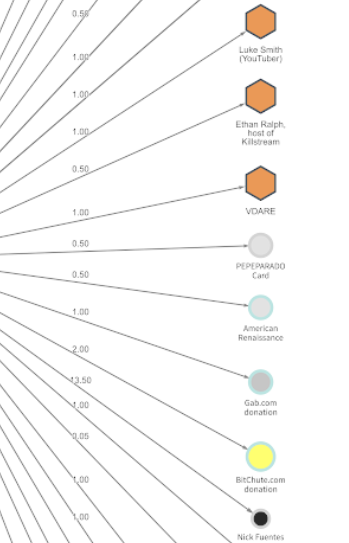 0.50
Luke Smith
(YouTuber)
1.00
1.00
Ethan Ralph,
host of
Killstream
1.00
0.50
VDARE
1.00
0.50
PEPEPARADO
Card
0.50
American
Renaissance
1.00
2.00
13.50
Gab.com
donation
1.00
0.05
BitChute.com
donation
1.00
1.00
Nick Fuentes